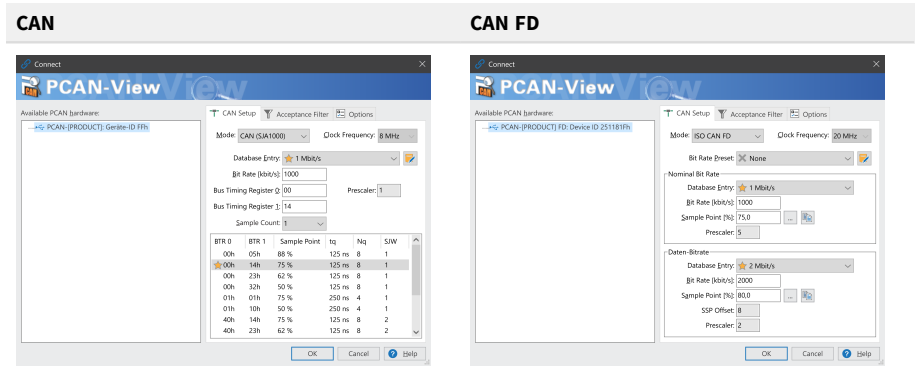 CAN
CAN FD
Connect
PCAN-View
Available PCAN hardware:
PCAN-[PRODUCT]: Geräte-ID FFh
CAN Setup Acceptance Filter Options
Mode: CAN (SJA1000) Clock Frequency: 8 MHz
Database Entry: 1 Mbit/s
Bit Rate [kbit/s]: 1000
Bus Timing Register 0: 00 Prescaler: 1
Bus Timing Register 1: 14
Sample Count: 1
BTR 0 BTR 1 Sample Point tq Nq SJW
00h 05h 88 % 125 ns 8 1
00h 14h 75 % 125 ns 8 1
00h 23h 62 % 125 ns 8 1
00h 32h 50 % 125 ns 8 1
01h 01h 75 % 250 ns 4 1
01h 10h 50 % 250 ns 4 1
40h 14h 75 % 125 ns 8 2
40h 23h 62 % 125 ns 8 2
OK Cancel Help
Connect
PCAN-View
Available PCAN hardware:
PCAN-[PRODUCT] FD: Device ID 251181Fh
CAN Setup Acceptance Filter Options
Mode: ISO CAN FD Clock Frequency: 20 MHz
Bit Rate Preset: None
Nominal Bit Rate
Database Entry: 1 Mbit/s
Bit Rate [kbit/s]: 1000
Sample Point [%]: 75,0 ...
Prescaler: 5
Daten-Bitrate
Database Entry: 2 Mbit/s
Bit Rate [kbit/s]: 2000
Sample Point [%]: 80,0 ...
SSP Offset: 8
Prescaler: 2
OK Cancel Help